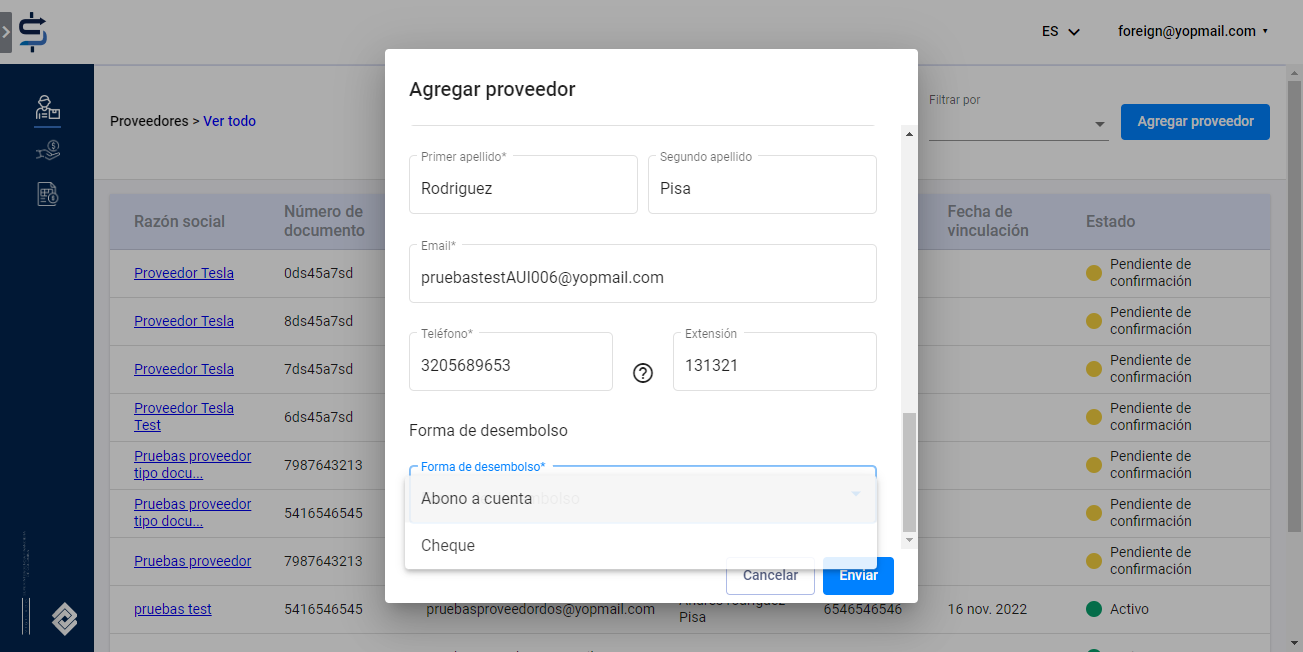 ES
foreign@yopmail.com
Agregar proveedor
Proveedores > Ver todo
Filtrar por
Agregar proveedor
Primer apellido*
Rodriguez
Segundo apellido
Pisa
Email*
pruebastestAUI006@yopmail.com
Teléfono*
3205689653
Extensión
131321
Forma de desembolso
Forma de desembolso*
Abono a cuenta
Cheque
Cancelar
Enviar
Razón social
Número de
documento
Fecha de
vinculación
Estado
Proveedor Tesla
0ds45a7sd
Pendiente de
confirmación
Proveedor Tesla
8ds45a7sd
Pendiente de
confirmación
Proveedor Tesla
7ds45a7sd
Pendiente de
confirmación
Proveedor Tesla
Test
6ds45a7sd
Pendiente de
confirmación
Pruebas proveedor
tipo docu...
7987643213
Pendiente de
confirmación
Pruebas proveedor
tipo docu...
5416546545
Pendiente de
confirmación
Pruebas proveedor
7987643213
Pendiente de
confirmación
pruebas test
5416546545
pruebasproveedordos@yopmail.com
Andres rodriguez
Pisa
6546546546
16 nov. 2022
Activo